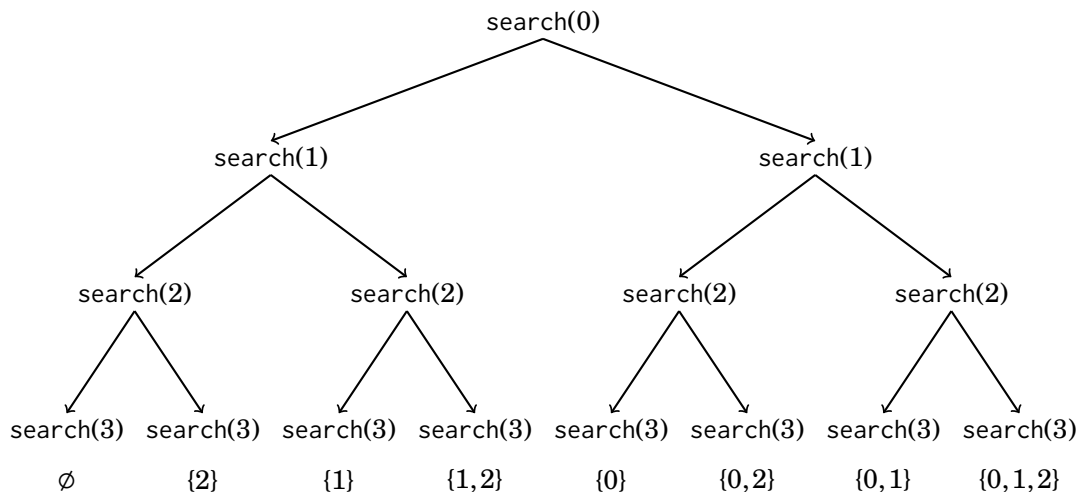 search(0)
search(1) search(1)
search(2) search(2) search(2) search(2)
search(3) search(3) search(3) search(3) search(3) search(3) search(3) search(3)
∅ {2} {1} {1,2} {0} {0,2} {0,1} {0,1,2}